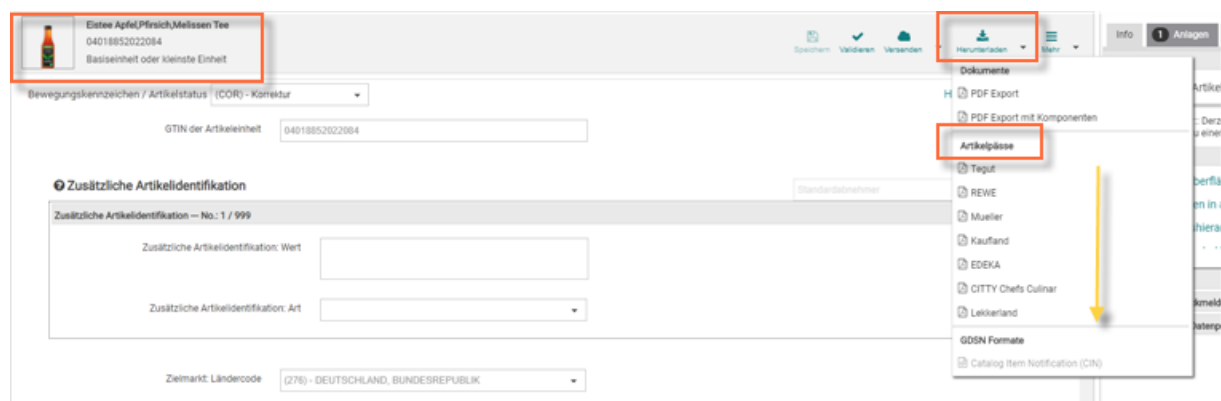 Eistee Apfel,Pfirsich,Melissen Tee
04018852022084
Basiseinheit oder kleinste Einheit
Speichern Validieren Versenden Herunterladen Mehr
Info 1 Anlagen
Bewegungskennzeichen / Artikelstatus (COR) - Korrektur
GTIN der Artikeleinheit 04018852022084
Zusätzliche Artikelidentifikation
Standardabnehmer
Zusätzliche Artikelidentifikation — No.: 1 / 999
Zusätzliche Artikelidentifikation: Wert
Zusätzliche Artikelidentifikation: Art
Zielmarkt: Ländercode (276) - DEUTSCHLAND, BUNDESREPUBLIK
Dokumente
PDF Export
PDF Export mit Komponenten
Artikelpässe
Tegut
REWE
Mueller
Kaufland
EDEKA
CITTY Chefs Culinar
Lekkerland
GDSN Formate
Catalog Item Notification (CIN)